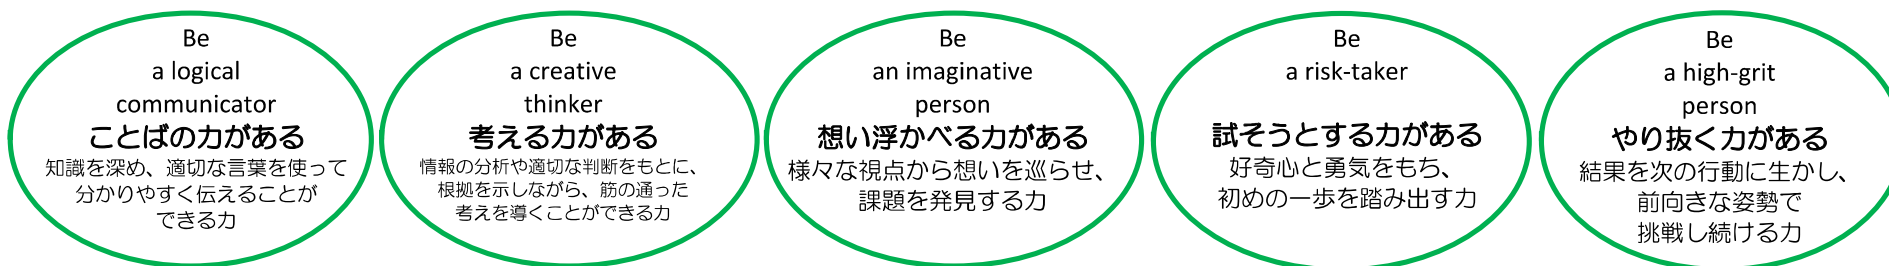 Be
a logical
communicator
ことばの力がある
知識を深め、適切な言葉を使って
分かりやすく伝えることが
できる力
Be
a creative
thinker
考える力がある
情報の分析や適切な判断をもとに、
根拠を示しながら、筋の通った
考えを導くことができる力
Be
an imaginative
person
想い浮かべる力がある
様々な視点から想いを巡らせ、
課題を発見する力
Be
a risk-taker
試そうとする力がある
好奇心と勇気をもち、
初めの一歩を踏み出す力
Be
a high-grit
person
やり抜く力がある
結果を次の行動に生かし、
前向きな姿勢で
挑戦し続ける力